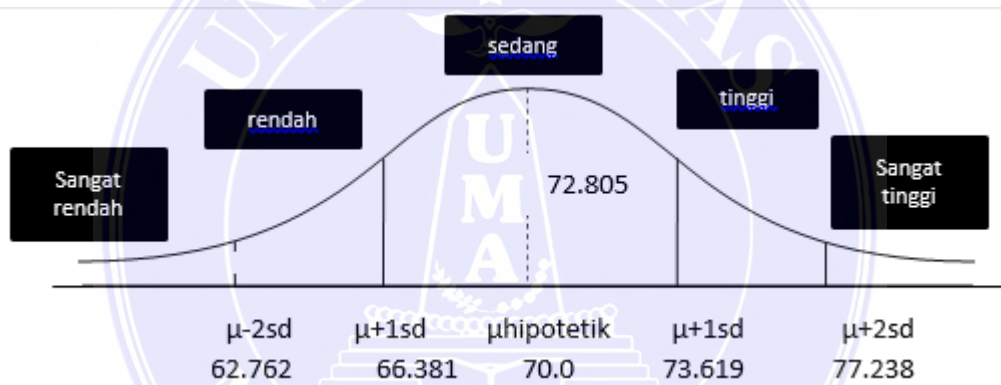 sedang
tinggi
rendah
Sangat
rendah
Sangat
tinggi
72.805
U
M
A
μ-2sd μ+1sd μhipotetik μ+1sd μ+2sd
62.762 66.381 70.0 73.619 77.238